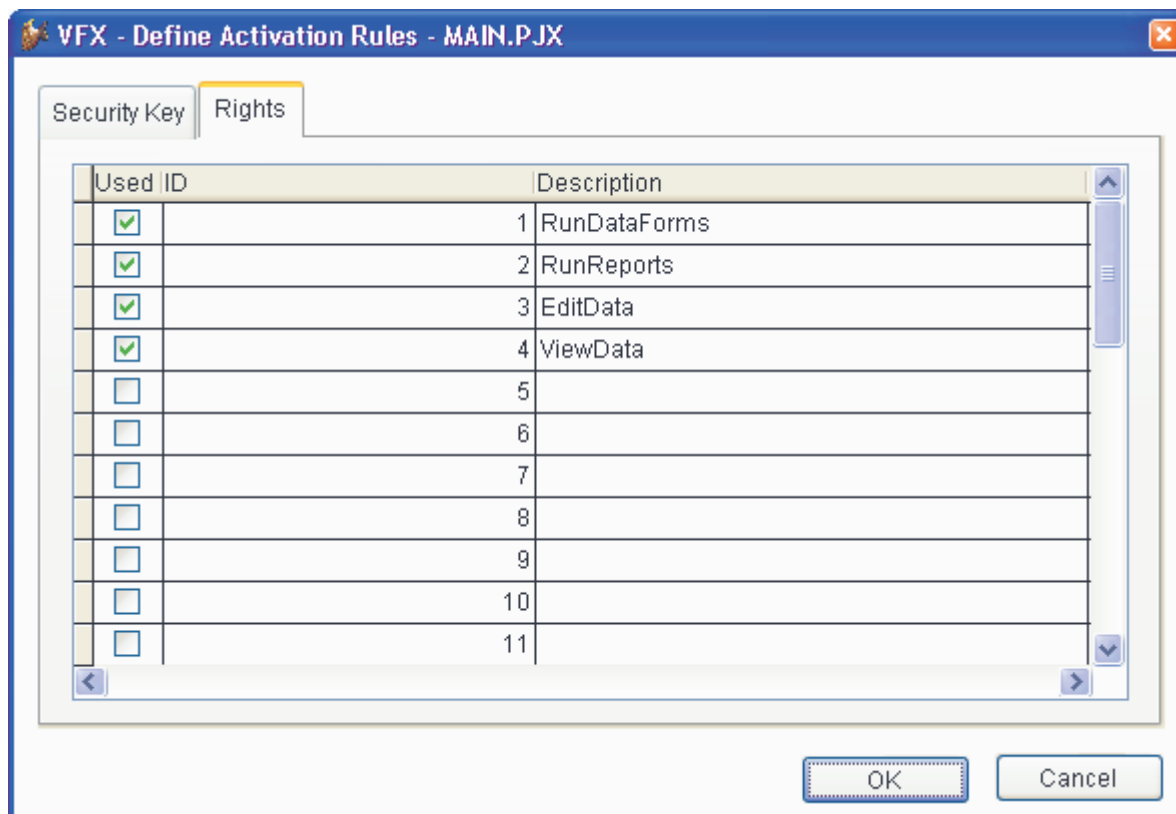 VFX - Define Activation Rules - MAIN.PJX
Security Key Rights
Used ID Description
1 RunDataForms
2 RunReports
3 EditData
4 ViewData
5
6
7
8
9
10
11
OK Cancel